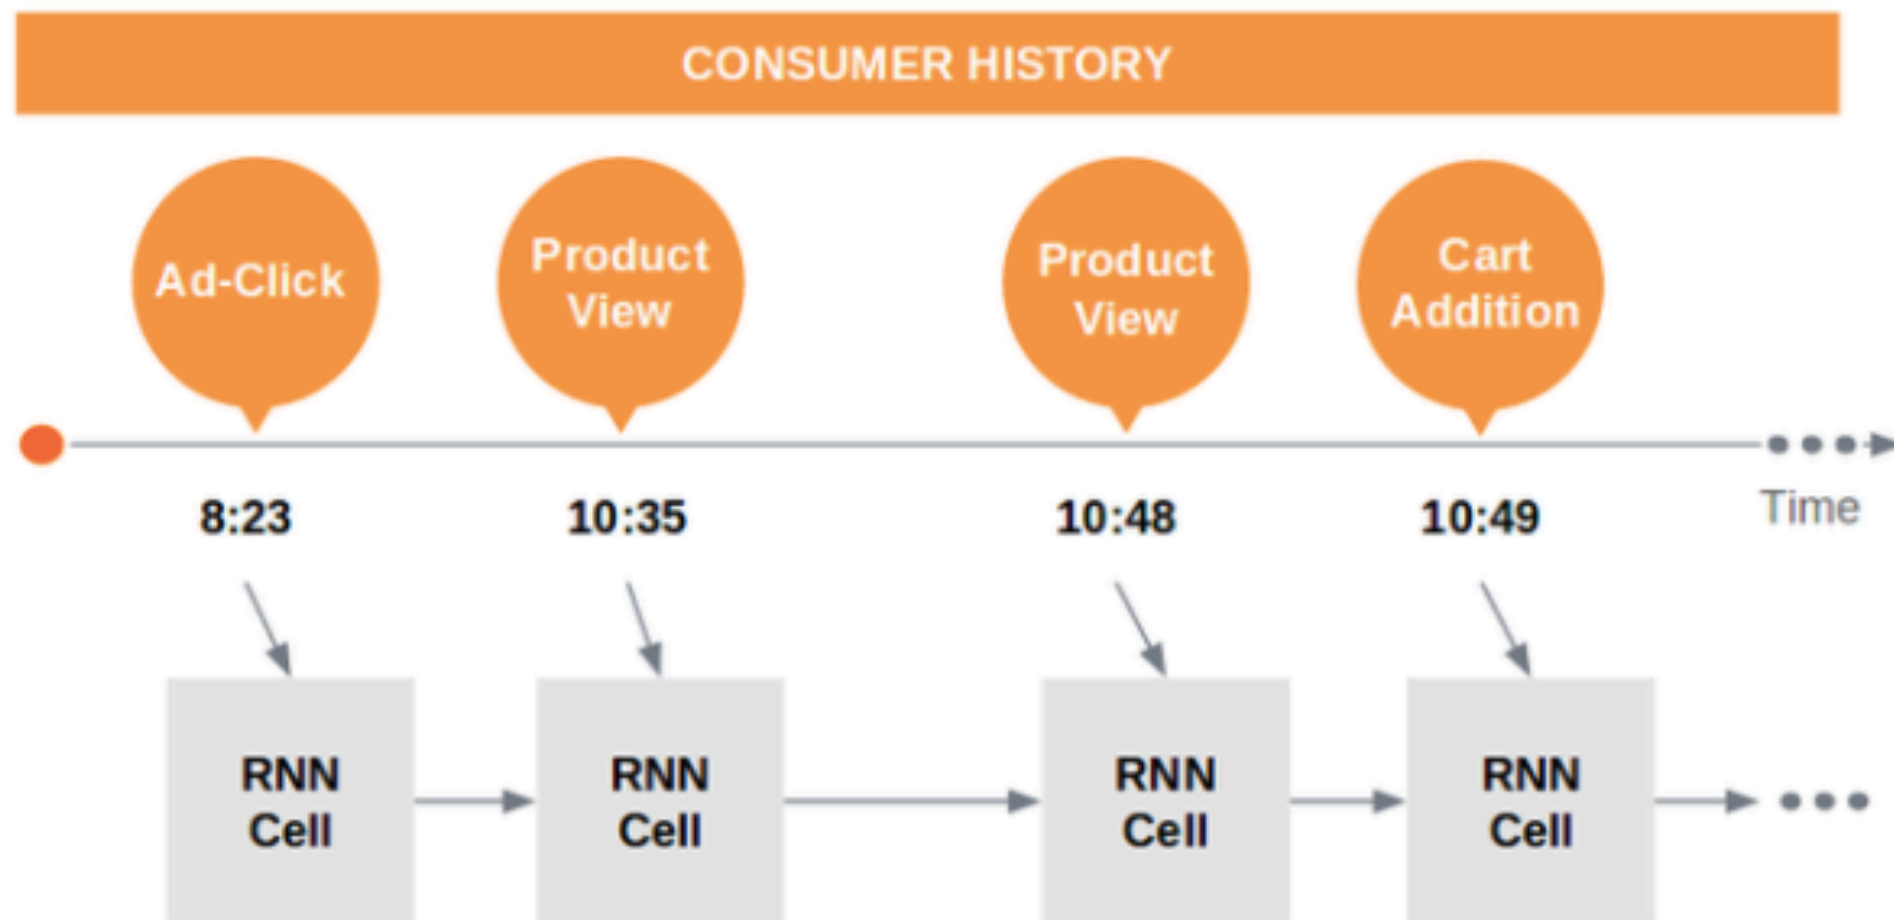 CONSUMER HISTORY
Ad-Click
Product
View
Product
View
Cart
Addition
8:23
10:35
10:48
10:49
Time
RNN
Cell
RNN
Cell
RNN
Cell
RNN
Cell